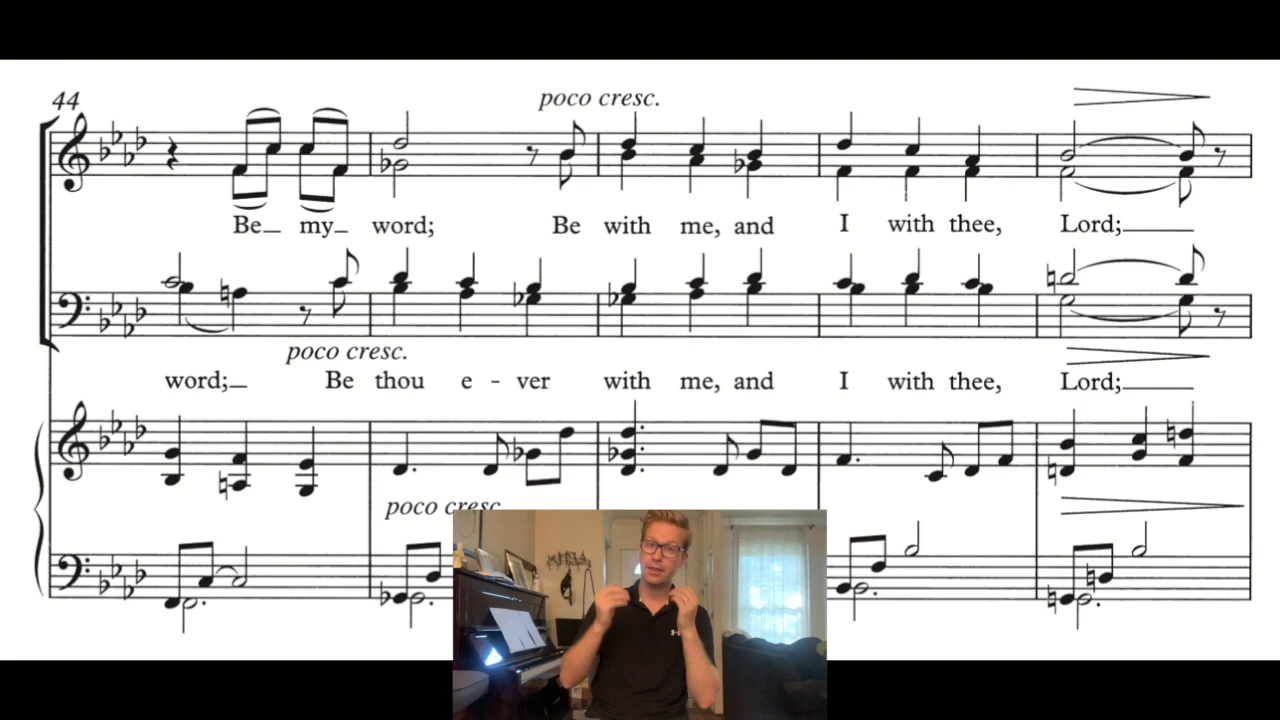 44
poco cresc.
Be my word; Be with me, and I with thee, Lord;
poco cresc.
word; Be thou e - ver with me, and I with thee, Lord;
poco cresc.